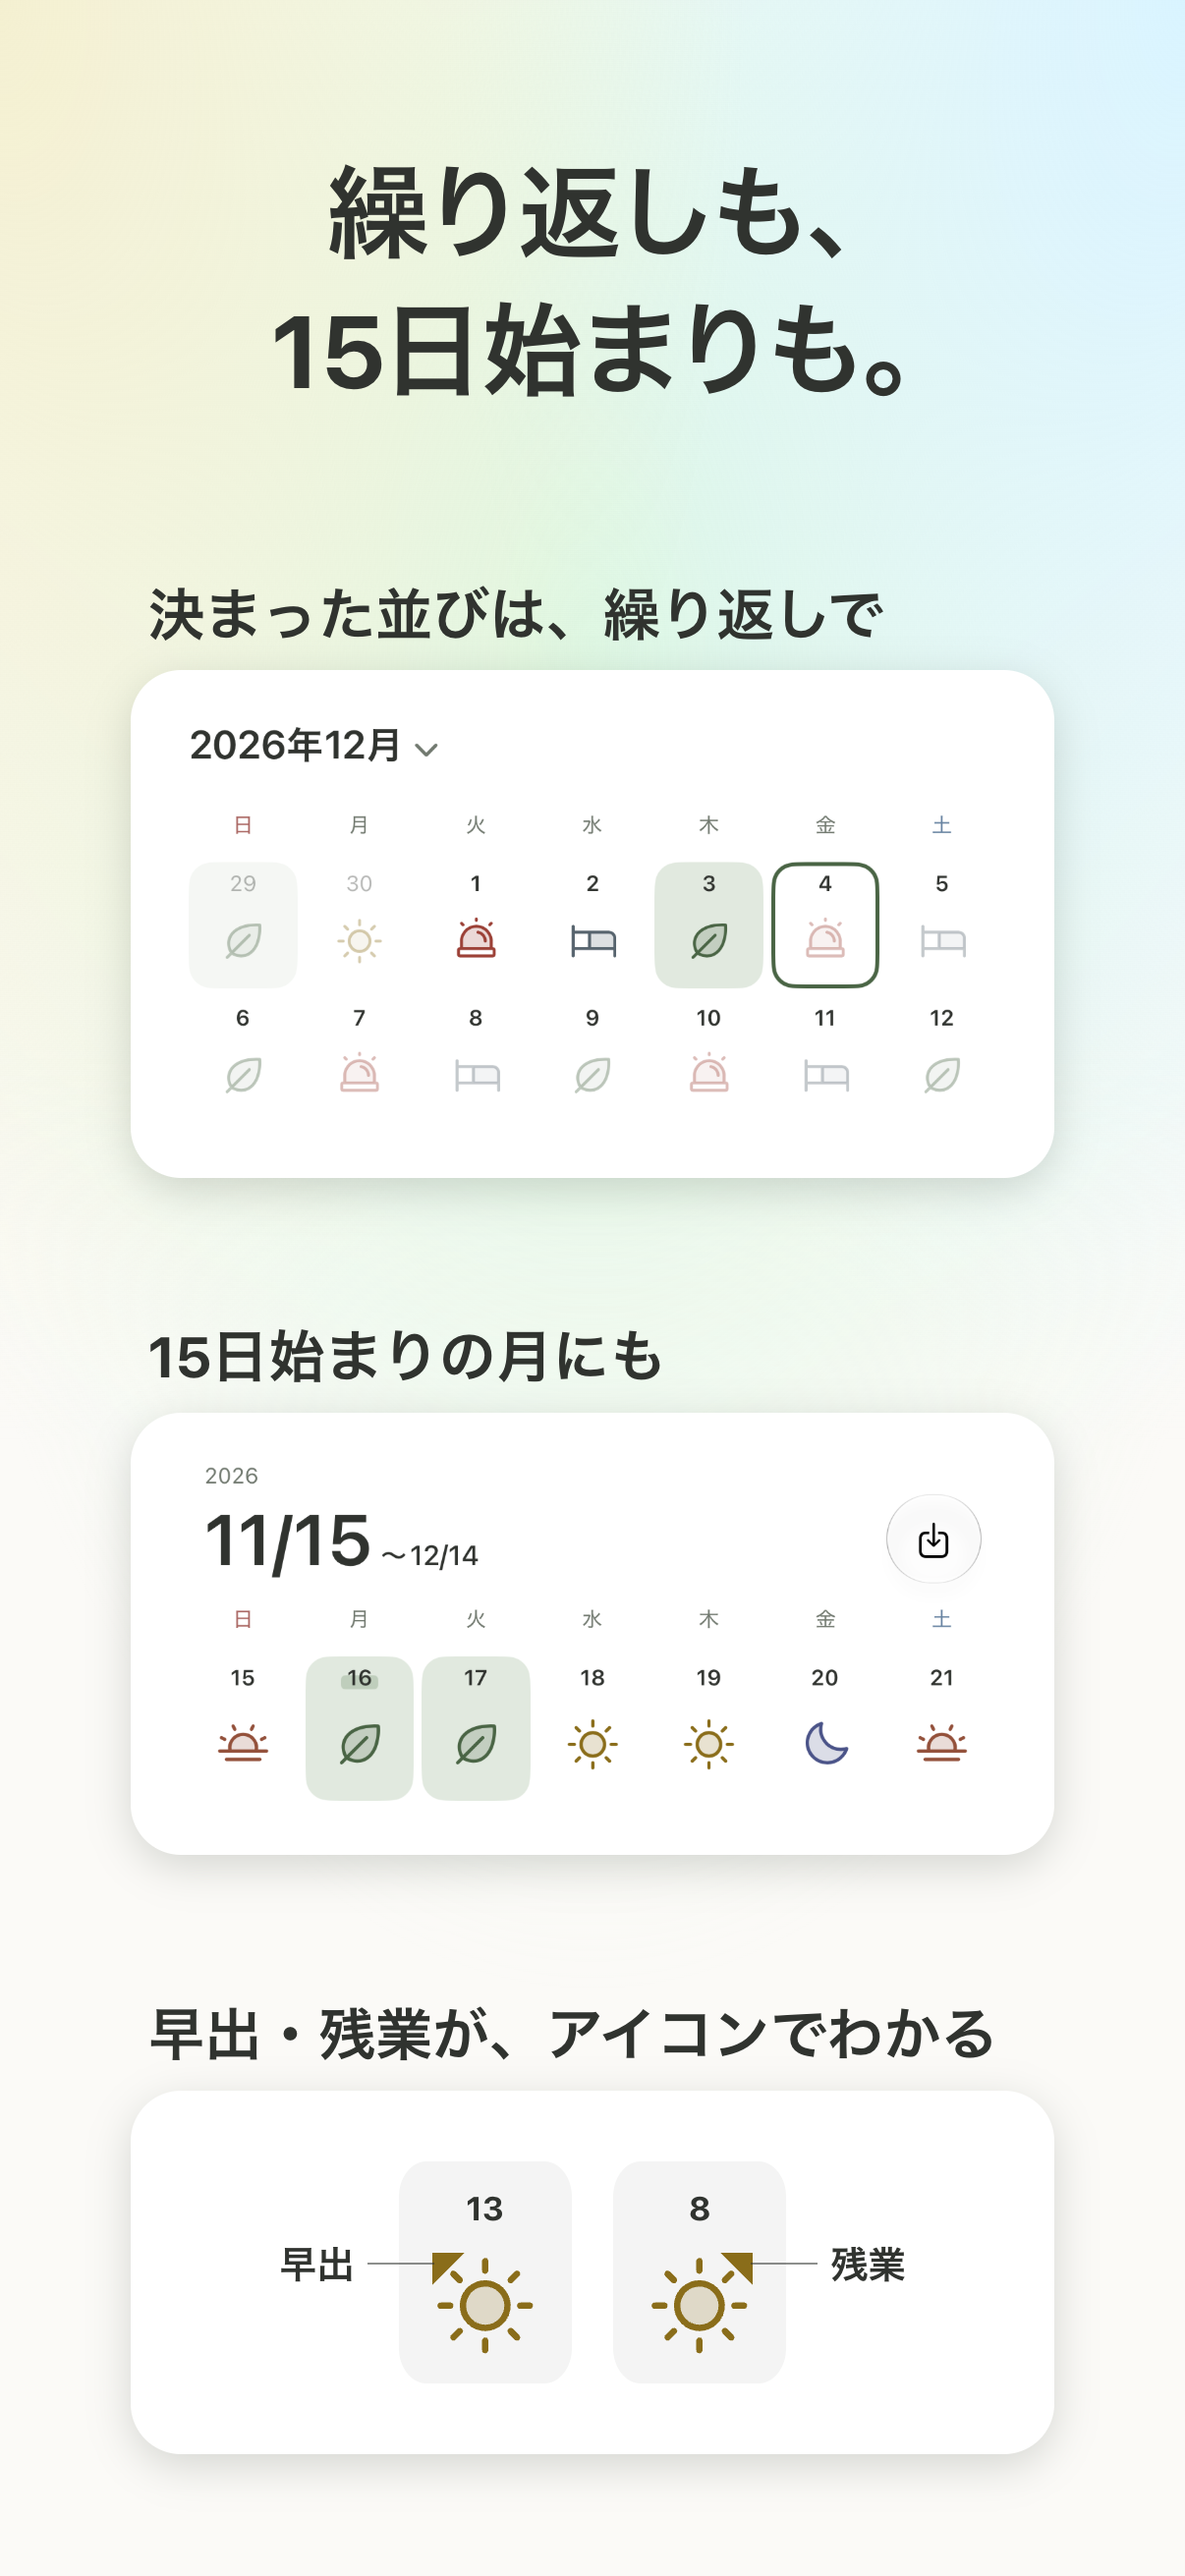 繰り返しも、
15日始まりも。
決まった並びは、繰り返しで
2026年12月
日 月 火 水 木 金 土
29 30 1 2 3 4 5
6 7 8 9 10 11 12
15日始まりの月にも
2026
11/15 〜12/14
日 月 火 水 木 金 土
15 16 17 18 19 20 21
早出・残業が、アイコンでわかる
13 8
早出 残業